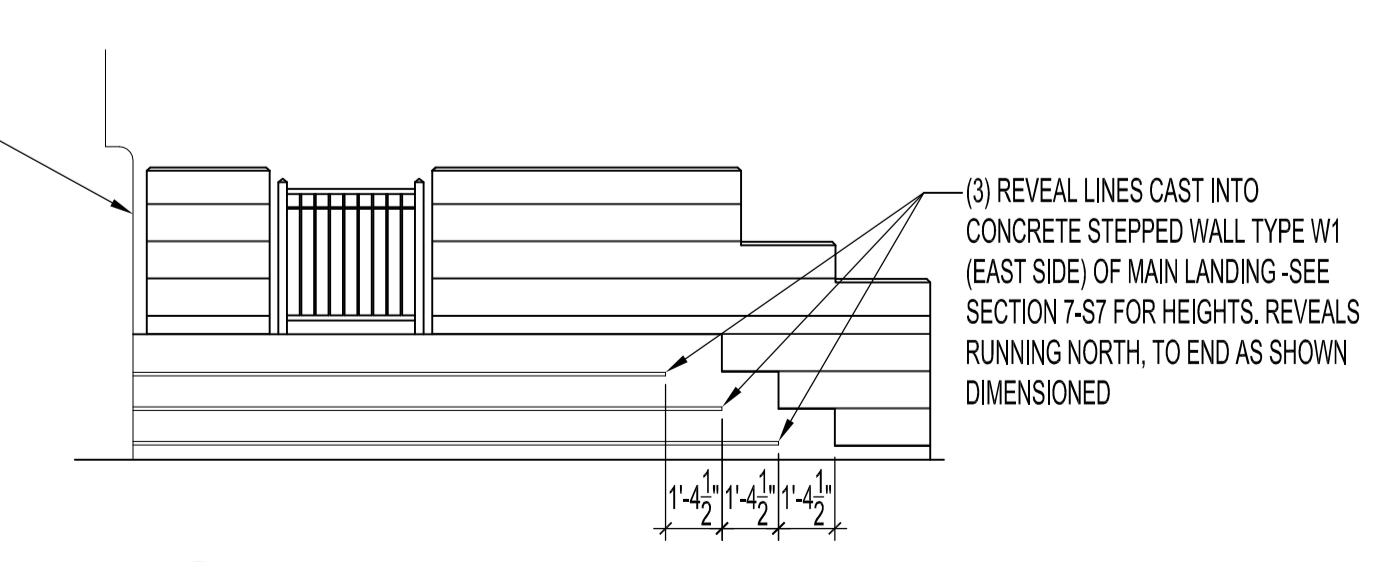 (3) REVEAL LINES CAST INTO
CONCRETE STEPPED WALL TYPE W1
(EAST SIDE) OF MAIN LANDING -SEE
SECTION 7-S7 FOR HEIGHTS. REVEALS
RUNNING NORTH, TO END AS SHOWN
DIMENSIONED
1'-4 1/2" 1'-4 1/2" 1'-4 1/2"